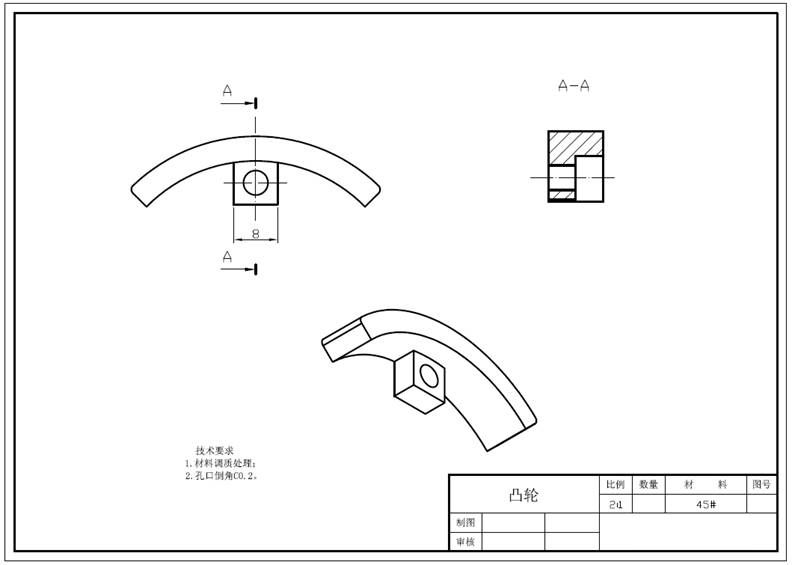 A
A-A
8
A
技术要求
1.材料调质处理；
2.孔口倒角C0.2。
凸轮
比例 数量 材 料 图号
2:1 45#
制图
审核